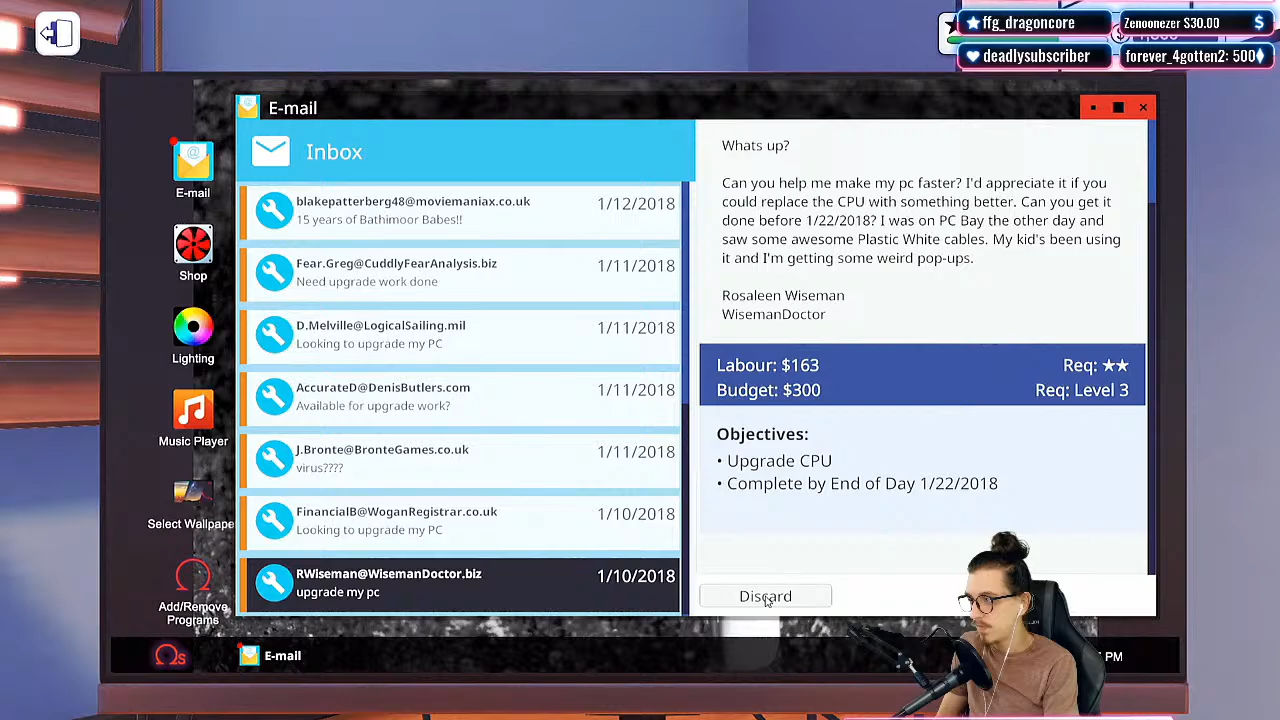 ffg_dragoncore
Zenoonezer $30.00
$
deadlysubscriber
forever_4gotten2: 500
E-mail
Inbox
blakepatterberg48@moviemaniax.co.uk 1/12/2018
15 years of Bathimoor Babes!!
Fear.Greg@CuddlyFearAnalysis.biz 1/11/2018
Need upgrade work done
D.Melville@LogicalSailing.mil 1/11/2018
Looking to upgrade my PC
AccurateD@DenisButlers.com 1/11/2018
Available for upgrade work?
J.Bronte@BronteGames.co.uk 1/11/2018
virus????
FinancialB@WoganRegistrar.co.uk 1/10/2018
Looking to upgrade my PC
RWiseman@WisemanDoctor.biz 1/10/2018
upgrade my pc
Whats up?
Can you help me make my pc faster? I'd appreciate it if you
could replace the CPU with something better. Can you get it
done before 1/22/2018? I was on PC Bay the other day and
saw some awesome Plastic White cables. My kid's been using
it and I'm getting some weird pop-ups.
Rosaleen Wiseman
WisemanDoctor
Labour: $163 Req: ★★
Budget: $300 Req: Level 3
Objectives:
• Upgrade CPU
• Complete by End of Day 1/22/2018
Discard
E-mail
Shop
Lighting
Music Player
Select Wallpape
Add/Remove
Programs
Ωs
E-mail
PM